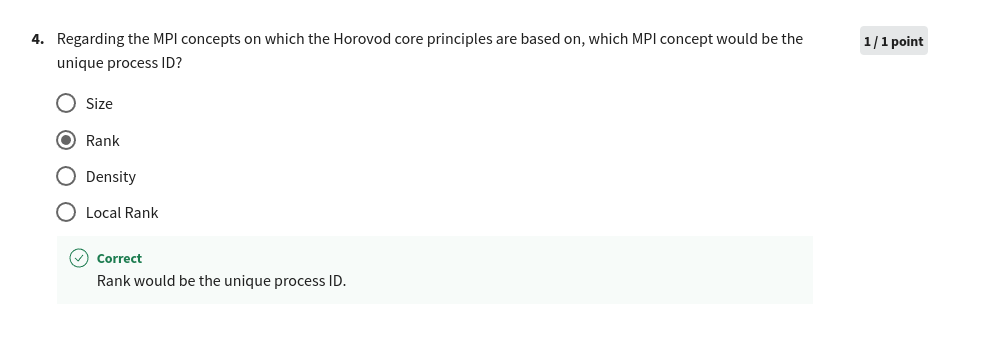 4. Regarding the MPI concepts on which the Horovod core principles are based on, which MPI concept would be the
unique process ID?
1 / 1 point
Size
Rank
Density
Local Rank
Correct
Rank would be the unique process ID.